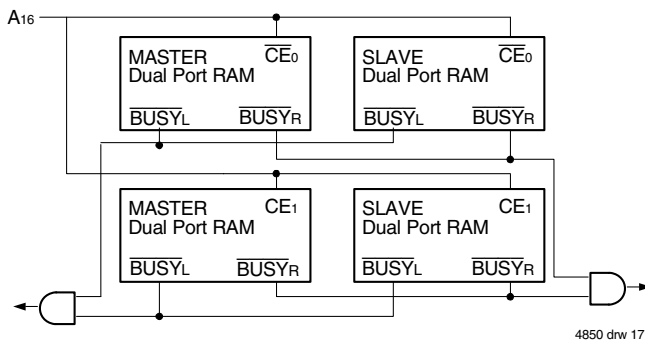 A16
MASTER CE0 SLAVE CE0
Dual Port RAM Dual Port RAM
BUSYL BUSYR BUSYL BUSYR
MASTER CE1 SLAVE CE1
Dual Port RAM Dual Port RAM
BUSYL BUSYR BUSYL BUSYR
4850 drw 17